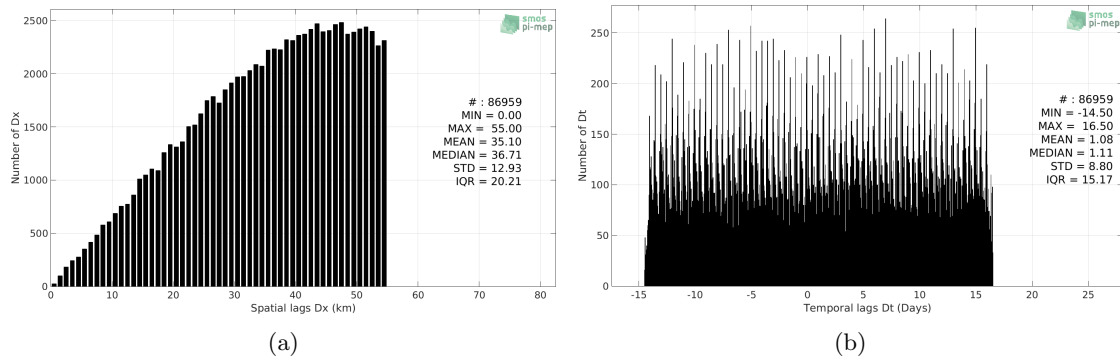 2500
2000
1500
1000
500
0
Number of Dx
0 10 20 30 40 50 60 70 80
Spatial lags Dx (km)
smos
pi-mep
# : 86959
MIN = 0.00
MAX = 55.00
MEAN = 35.10
MEDIAN = 36.71
STD = 12.93
IQR = 20.21
(a)
250
200
150
100
50
0
Number of Dt
-15 -10 -5 0 5 10 15 20 25
Temporal lags Dt (Days)
smos
pi-mep
# : 86959
MIN = -14.50
MAX = 16.50
MEAN = 1.08
MEDIAN = 1.11
STD = 8.80
IQR = 15.17
(b)